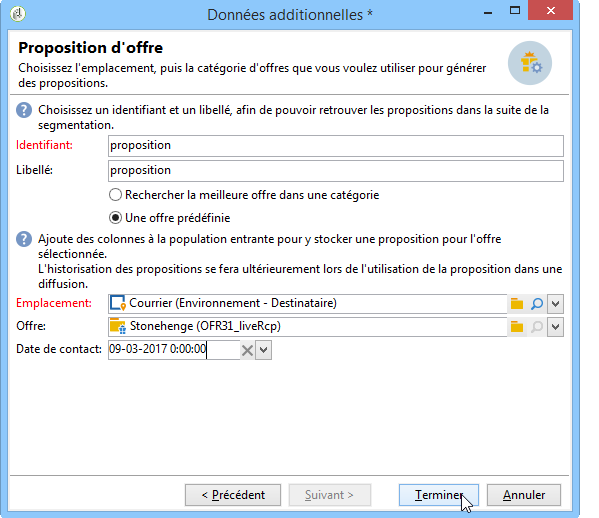 Données additionnelles *
Proposition d'offre
Choisissez l'emplacement, puis la catégorie d'offres que vous voulez utiliser pour générer
des propositions.
Choisissez un identifiant et un libellé, afin de pouvoir retrouver les propositions dans la suite de la
segmentation.
Identifiant: proposition
Libellé: proposition
Rechercher la meilleure offre dans une catégorie
Une offre prédéfinie
Ajoute des colonnes à la population entrante pour y stocker une proposition pour l'offre
sélectionnée.
L'historisation des propositions se fera ultérieurement lors de l'utilisation de la proposition dans une
diffusion.
Emplacement: Courrier (Environnement - Destinataire)
Offre: Stonehenge (OFR31_liveRcp)
Date de contact: 09-03-2017 0:00:00
< Précédent Suivant > Terminer Annuler